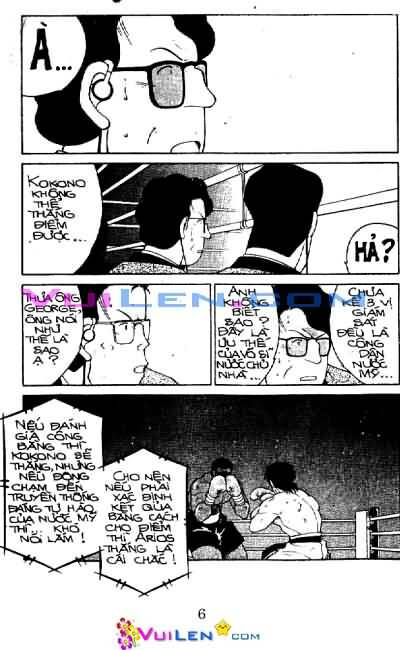 À...
KOKONO
KHÔNG
THỂ
THẮNG
ĐIỂM
ĐƯỢC...
HẢ?
THƯA ÔNG
GEORGE,
ÔNG NÓI
NHƯ
THẾ LÀ
SAO
Ạ?
ANH
KHÔNG
BIẾT
SAO?
ĐÂY LÀ
ƯU THẾ
CỦA VÕ SĨ
NƯỚC CHỦ
NHÀ...
CHƯA
KỂ 3 VỊ
GIÁM
SÁT
ĐỀU LÀ
CÔNG
DÂN
NƯỚC
MỸ...
VUILEN.COM
NẾU ĐÁNH
GIÁ CÔNG
BẰNG THÌ
KOKONO SẼ
THẮNG, NHƯNG
NẾU ĐỘNG
CHẠM ĐẾN
TRUYỀN THỐNG
ĐÁNG TỰ HÀO
CỦA NƯỚC MỸ
THÌ... KHÓ
NÓI LẮM!
CHO NÊN
NẾU PHẢI
XÁC ĐỊNH
KẾT QỦA
BẰNG CÁCH
CHO ĐIỂM
THÌ ARIOS
THẮNG LÀ
CÁI CHẮC!
6
VUILEN.COM